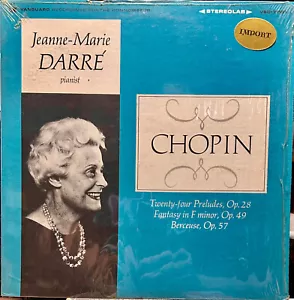 VANGUARD
STEREOLAB
IMPORT
Jeanne-Marie
DARRÉ
pianist
CHOPIN
Twenty-four Preludes, Op. 28
Fantasy in F minor, Op. 49
Berceuse, Op. 57